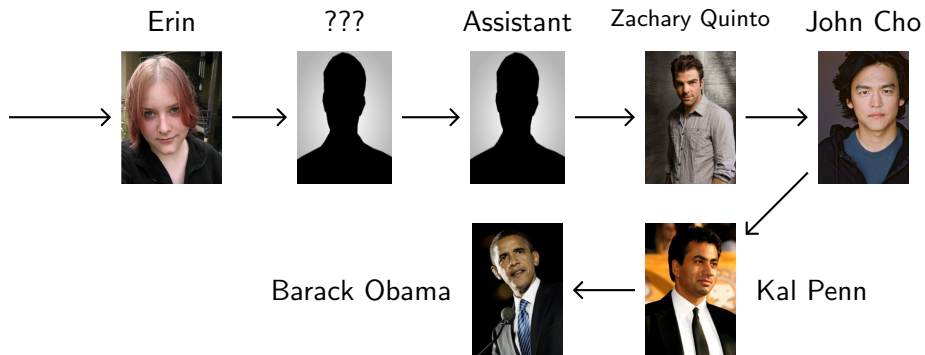 Erin
???
Assistant
Zachary Quinto
John Cho
Barack Obama
Kal Penn